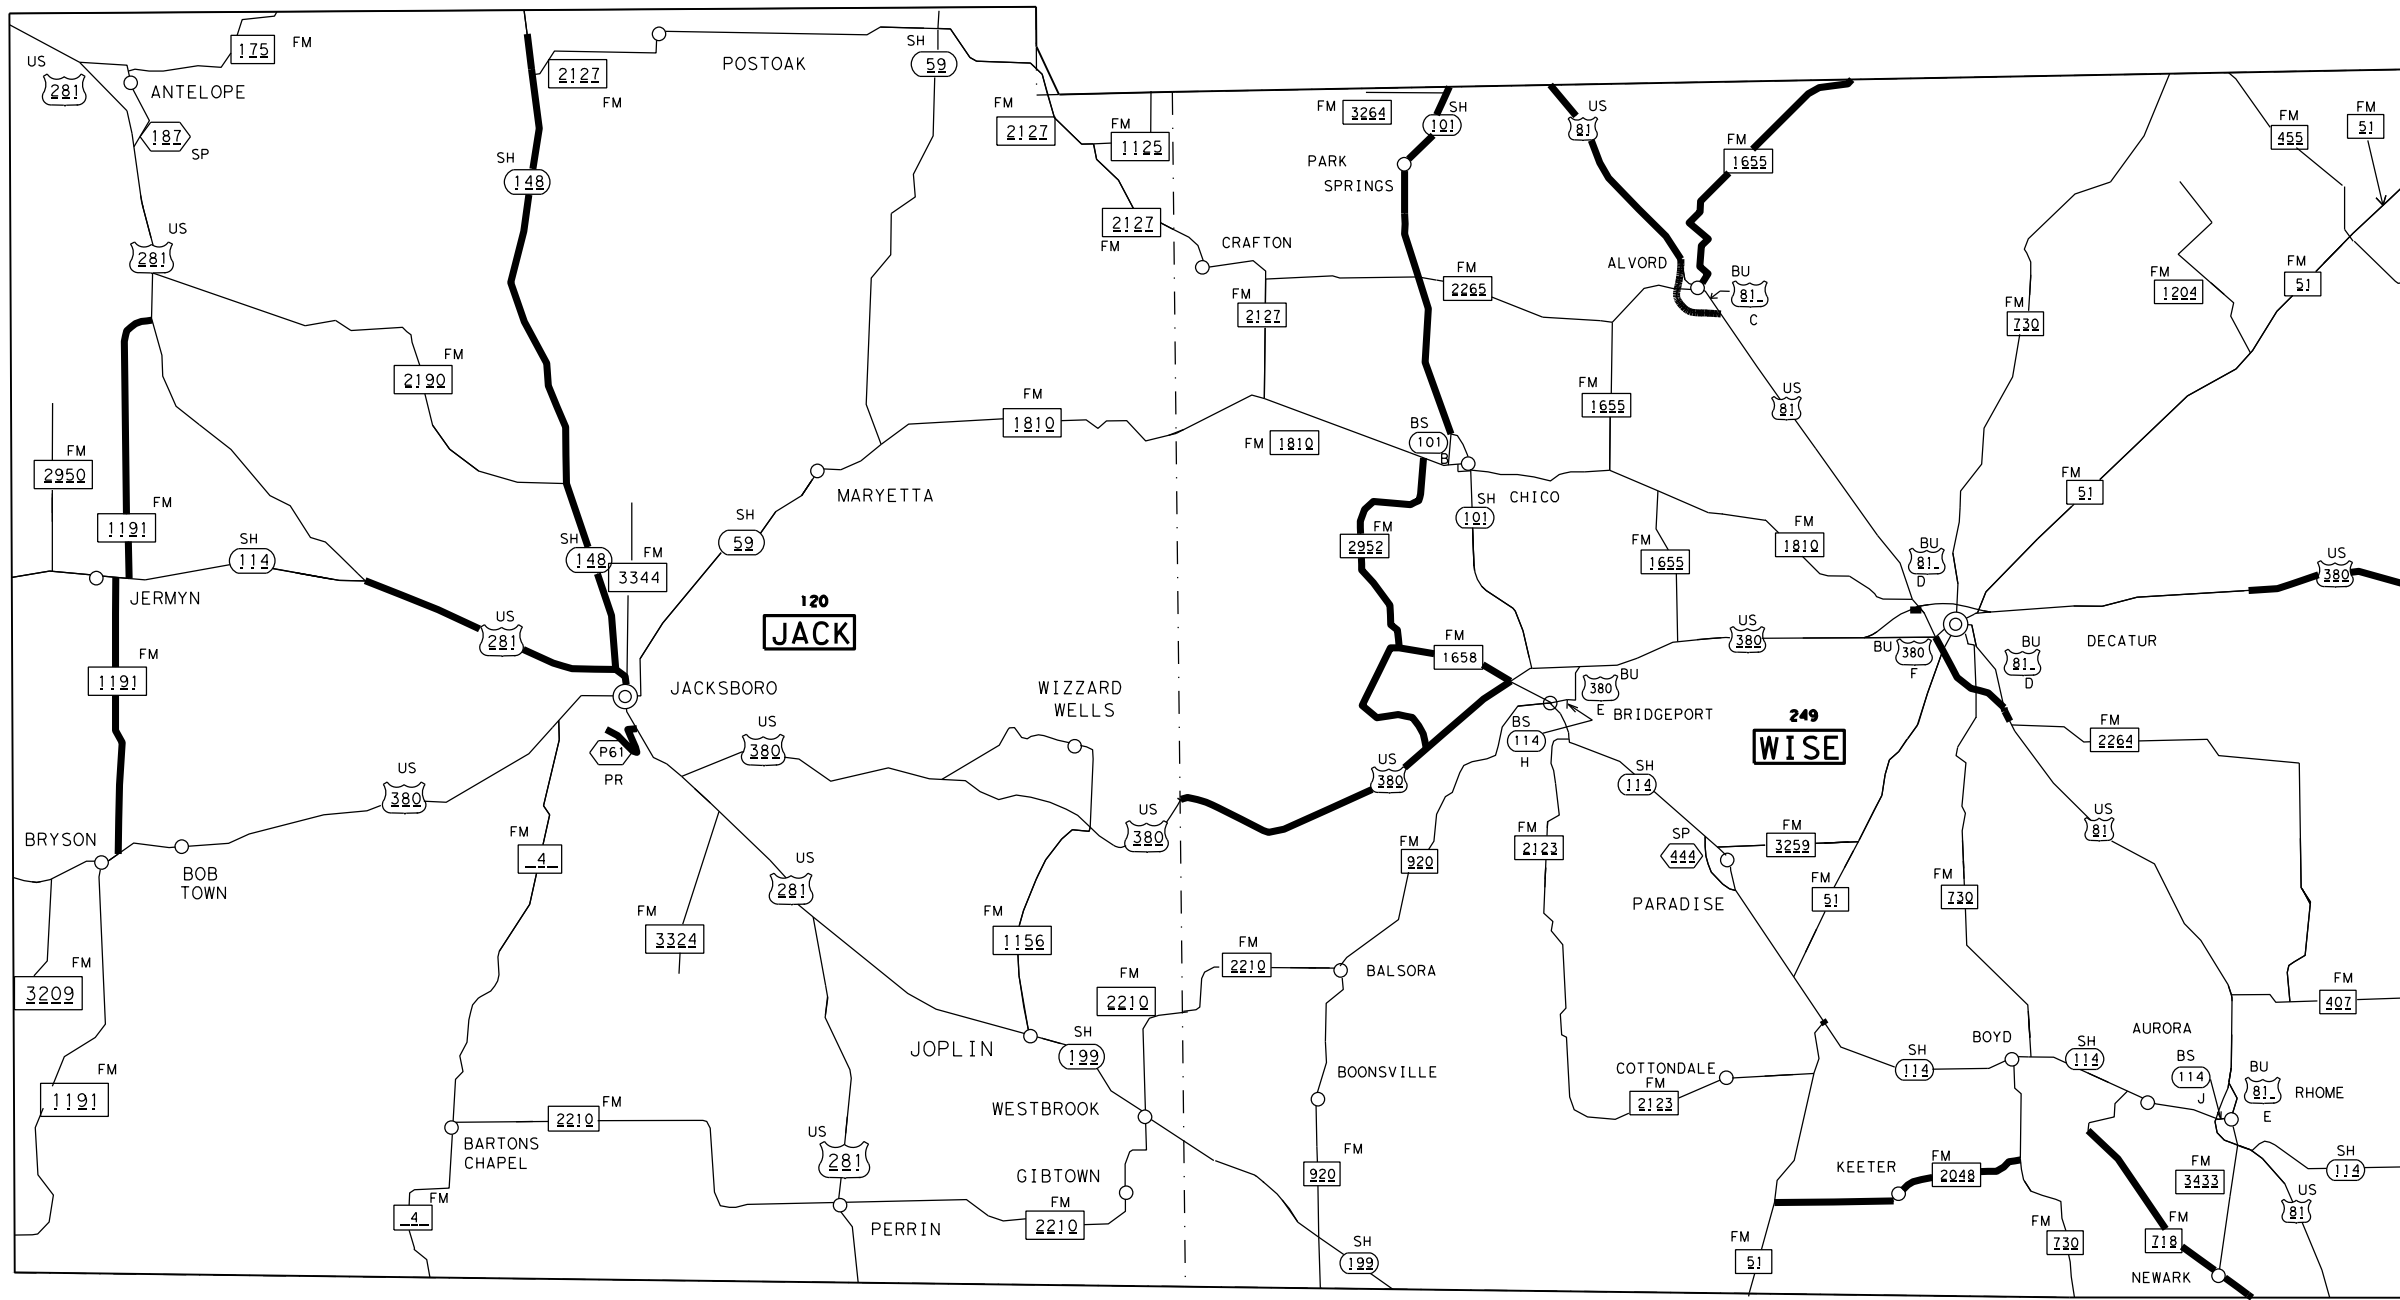 US
281
ANTELOPE
187
SP
175
FM
US
281
2127
FM
POSTOAK
SH
59
SH
148
FM
2127
FM
1125
2127
FM
CRAFTON
FM
3264
SH
101
PARK
SPRINGS
US
81
FM
1655
FM
455
FM
51
FM
2265
ALVORD
BU
81
C
FM
2127
FM
730
FM
1204
FM
51
FM
2190
FM
1810
FM
1655
US
81
FM
2950
FM
1191
MARYETTA
FM
1810
BS
101
B
CHICO
SH
101
FM
51
SH
114
JERMYN
SH
148
FM
3344
SH
59
FM
2952
FM
1655
FM
1810
BU
81
D
US
380
120
JACK
US
281
FM
1191
JACKSBORO
WIZZARD
WELLS
FM
1658
US
380
BU
380
F
BU
81
D
DECATUR
BU
380
E
BRIDGEPORT
BS
114
H
249
WISE
FM
2264
P61
PR
US
380
US
380
US
380
US
380
SH
114
US
81
BRYSON
BOB
TOWN
FM
4
US
281
FM
920
FM
2123
SP
444
FM
3259
PARADISE
FM
51
FM
730
FM
3324
FM
1156
FM
3209
FM
2210
FM
2210
BALSORA
FM
407
JOPLIN
SH
199
BOONSVILLE
COTTONDALE
FM
2123
SH
114
BOYD
SH
114
AURORA
BS
114
J
BU
81
E
RHOME
FM
1191
BARTONS
CHAPEL
FM
2210
WESTBROOK
US
281
GIBTOWN
FM
920
KEETER
FM
2048
FM
3433
SH
114
US
81
FM
4
PERRIN
FM
2210
SH
199
FM
51
FM
730
FM
718
NEWARK